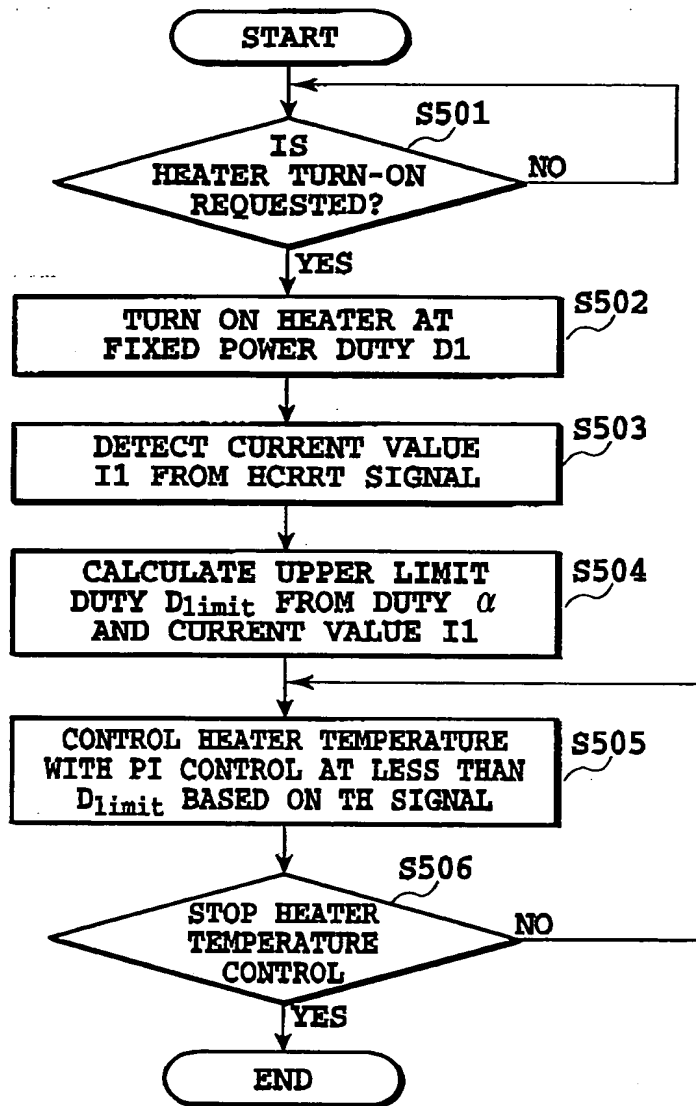 START
S501
IS
HEATER TURN-ON
REQUESTED?
NO
YES
S502
TURN ON HEATER AT
FIXED POWER DUTY D1
S503
DETECT CURRENT VALUE
I1 FROM HCRRT SIGNAL
S504
CALCULATE UPPER LIMIT
DUTY Dlimit FROM DUTY α
AND CURRENT VALUE I1
S505
CONTROL HEATER TEMPERATURE
WITH PI CONTROL AT LESS THAN
Dlimit BASED ON TH SIGNAL
S506
STOP HEATER
TEMPERATURE
CONTROL
NO
YES
END